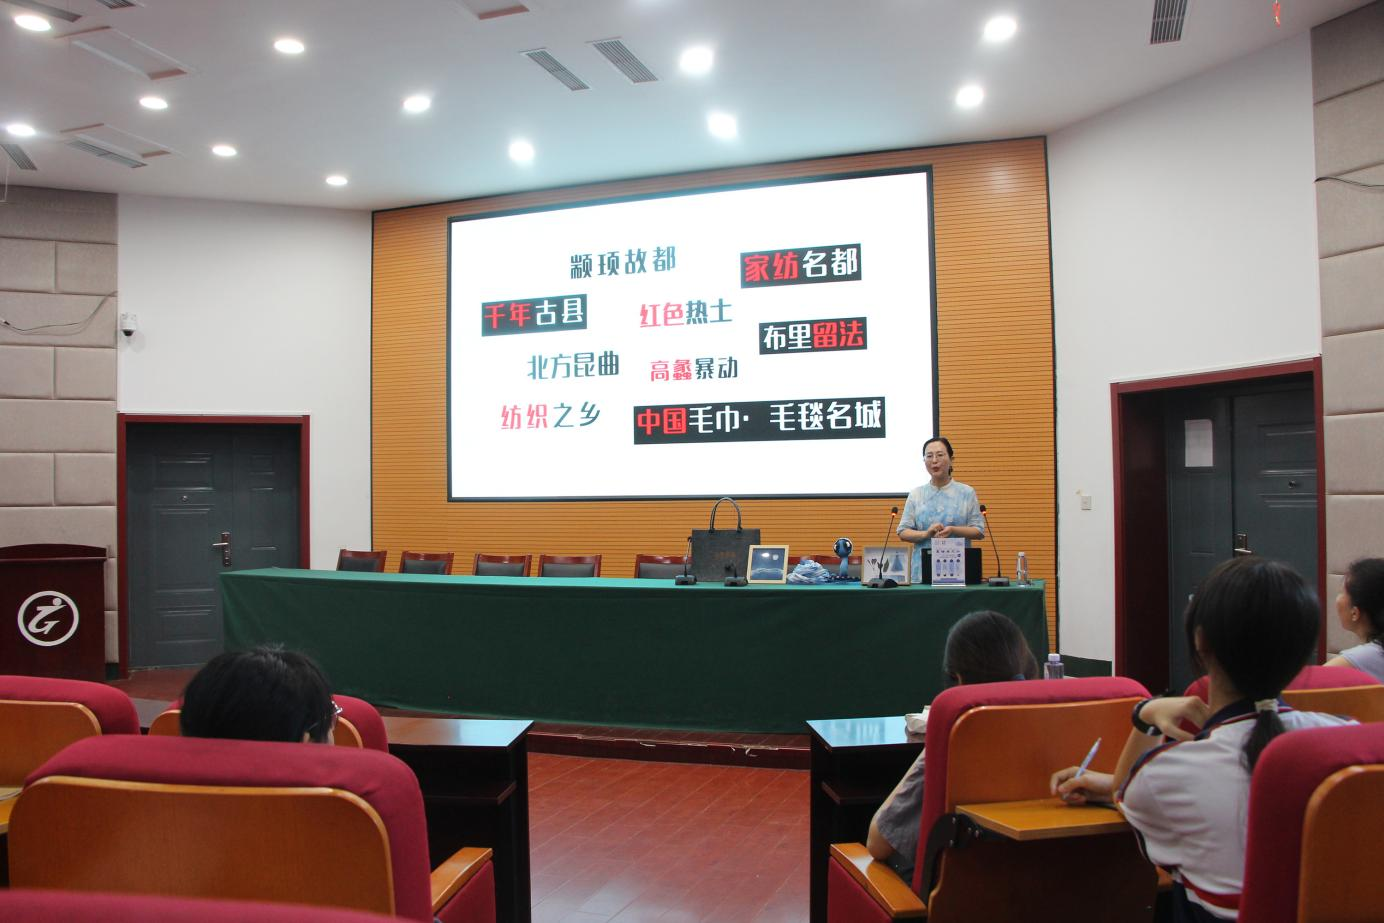 颛顼故都
家纺名都
千年古县
红色热土
布里留法
北方昆曲
高蠡暴动
纺织之乡
中国毛巾·毛毯名城